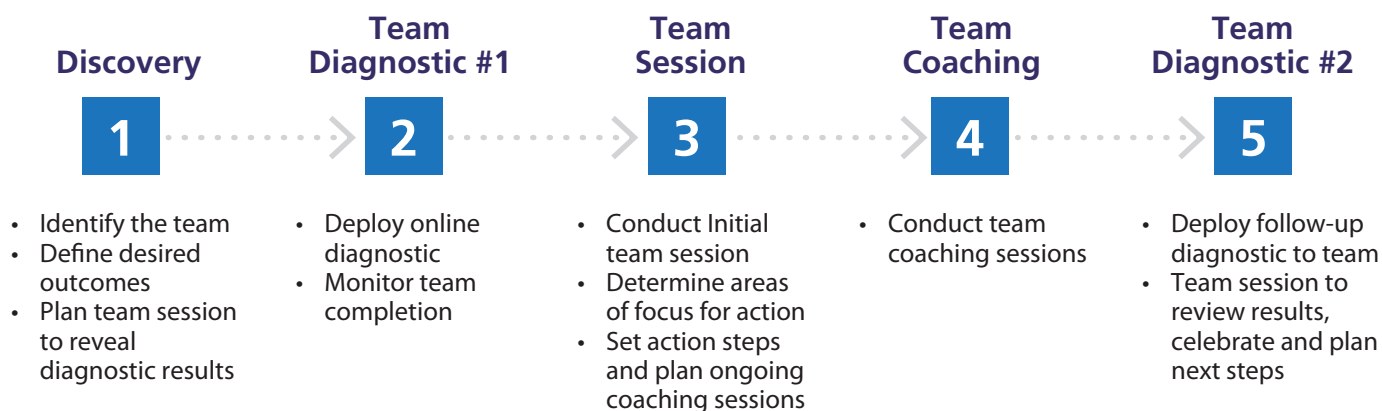 Discovery
1
• Identify the team
• Define desired
outcomes
• Plan team session
to reveal
diagnostic results
Team
Diagnostic #1
2
• Deploy online
diagnostic
• Monitor team
completion
Team
Session
3
• Conduct Initial
team session
• Determine areas
of focus for action
• Set action steps
and plan ongoing
coaching sessions
Team
Coaching
4
• Conduct team
coaching sessions
Team
Diagnostic #2
5
• Deploy follow-up
diagnostic to team
• Team session to
review results,
celebrate and plan
next steps